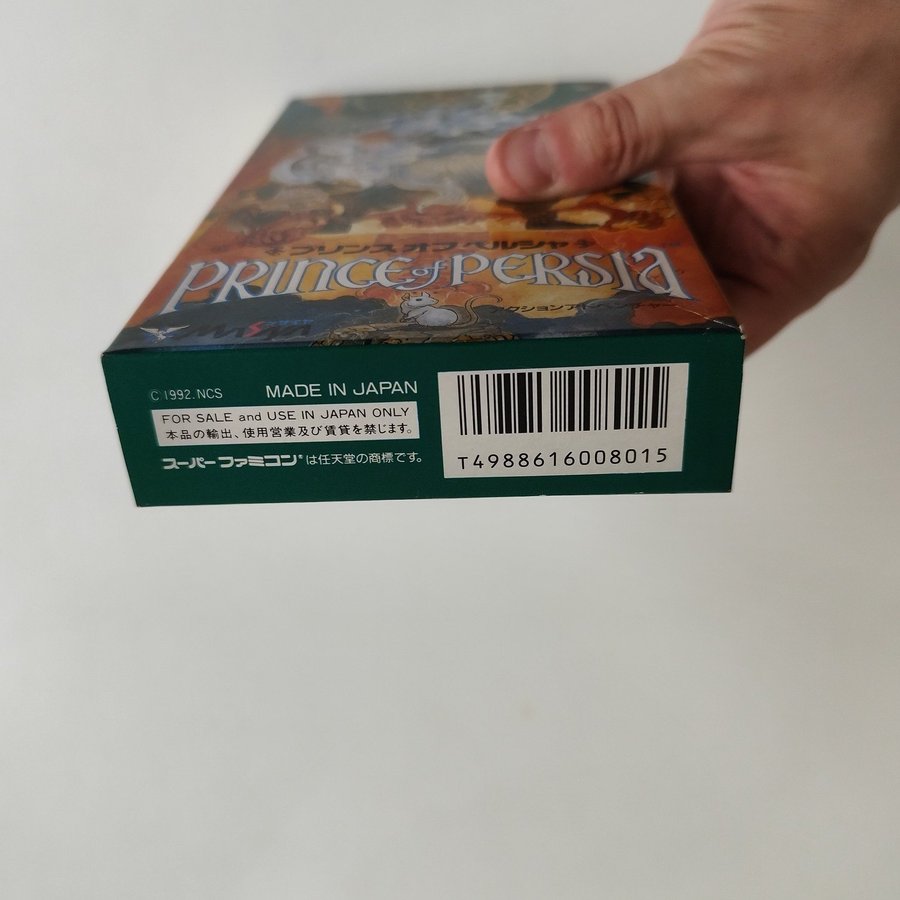 プリンス オブ ペルシャ
PRINCE of PERSIA
MASAYA
© 1992. NCS
MADE IN JAPAN
FOR SALE and USE IN JAPAN ONLY
本品の輸出、使用営業及び賃貸を禁じます。
スーパーファミコン®は任天堂の商標です。
T4988616008015